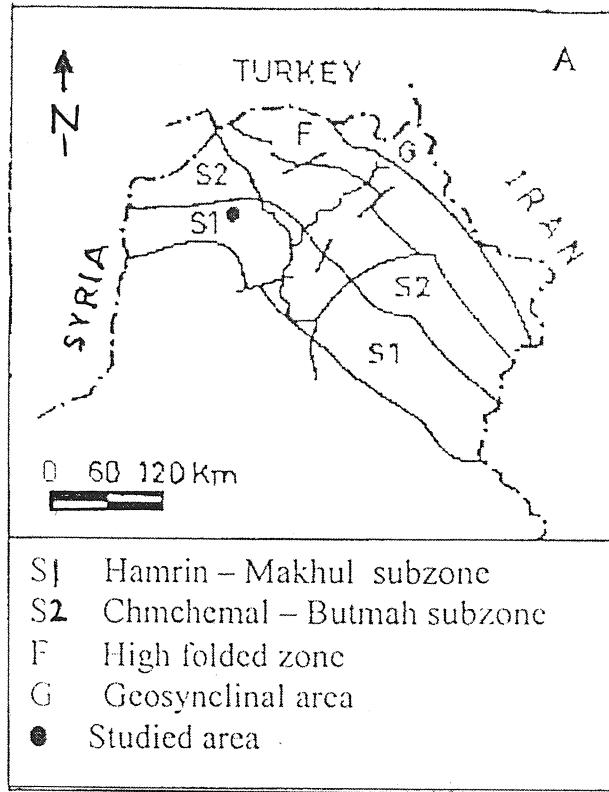 A
TURKEY
N
F
G
IRAN
S2
S1
SYRIA
S2
S1
0 60 120 Km
S1 Hamrin – Makhul subzone
S2 Chmchemal – Butmah subzone
F High folded zone
G Geosynclinal area
● Studied area